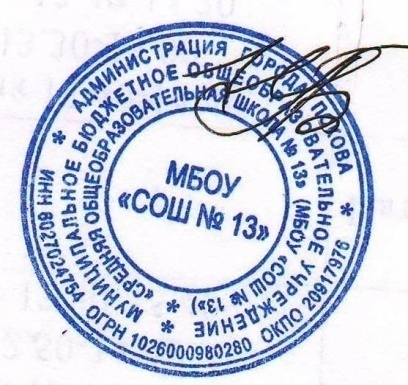 АДМИНИСТРАЦИЯ ГОРОДА ПСКОВА
* ИНН 6027024754 ОГРН 1026000980280 ОКПО 20917976 *
МУНИЦИПАЛЬНОЕ БЮДЖЕТНОЕ ОБЩЕОБРАЗОВАТЕЛЬНОЕ УЧРЕЖДЕНИЕ *
«СРЕДНЯЯ ОБЩЕОБРАЗОВАТЕЛЬНАЯ ШКОЛА № 13» (МБОУ «СОШ № 13») *
МБОУ
«СОШ № 13»